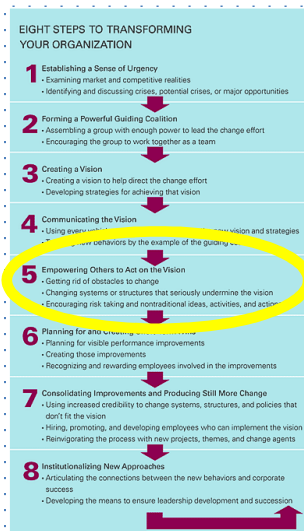 EIGHT STEPS TO TRANSFORMING
YOUR ORGANIZATION
1 Establishing a Sense of Urgency
• Examining market and competitive realities
• Identifying and discussing crises, potential crises, or major opportunities
2 Forming a Powerful Guiding Coalition
• Assembling a group with enough power to lead the change effort
• Encouraging the group to work together as a team
3 Creating a Vision
• Creating a vision to help direct the change effort
• Developing strategies for achieving that vision
4 Communicating the Vision
• Using every new vision and strategies
new behaviors by the example of the guiding
5 Empowering Others to Act on the Vision
• Getting rid of obstacles to change
• Changing systems or structures that seriously undermine the vision
• Encouraging risk taking and nontraditional ideas, activities, and
6 Planning for and
• Planning for visible performance improvements
• Creating those improvements
• Recognizing and rewarding employees involved in the improvements
7 Consolidating Improvements and Producing Still More Change
• Using increased credibility to change systems, structures, and policies that
don't fit the vision
• Hiring, promoting, and developing employees who can implement the vision
• Reinvigorating the process with new projects, themes, and change agents
8 Institutionalizing New Approaches
• Articulating the connections between the new behaviors and corporate
success
• Developing the means to ensure leadership development and succession